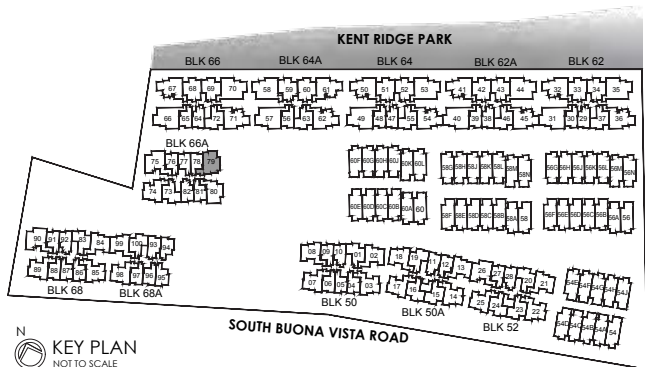 KENT RIDGE PARK
BLK 66 BLK 64A BLK 64 BLK 62A BLK 62
67 68 69 70 58 59 60 61 50 51 52 53 41 42 43 44 32 33 34 35
66 65 64 72 71 57 56 63 62 49 48 47 55 54 40 39 38 46 45 31 30 29 37 36
BLK 66A
75 76 77 78 79 60F 60G 60H 60J 60K 60L 58G 58H 58J 58K 58L 58M 58N 56G 56H 56J 56K 56L 56M 56N
74 73 82 81 80 60E 60D 60C 60B 60A 60 58F 58E 58D 58C 58B 58A 58 56F 56E 56D 56C 56B 56A 56
90 91 92 83 84 99 100 93 94 08 09 10 01 02 18 19 11 12 13 26 27 28 20 21 54E 54F 54G 54H 54J
89 88 87 86 85 98 97 96 95 07 06 05 04 03 17 16 15 14 25 24 23 22 54D 54C 54B 54A 54
BLK 68 BLK 68A BLK 50 BLK 50A BLK 52
SOUTH BUONA VISTA ROAD
N
KEY PLAN
NOT TO SCALE